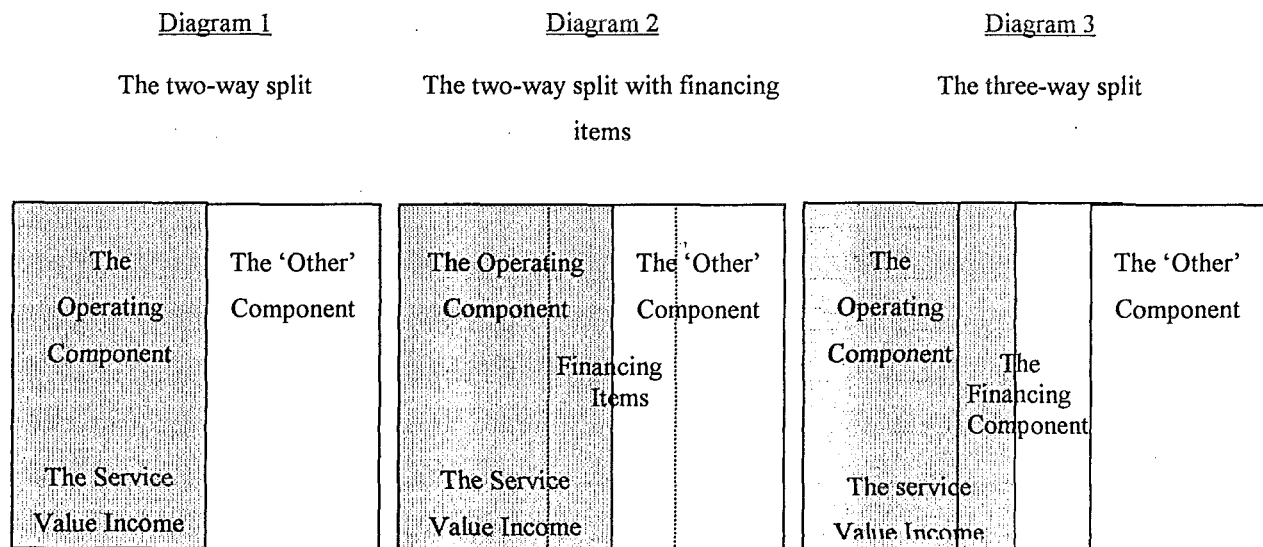 Diagram 1
The two-way split
Diagram 2
The two-way split with financing
items
Diagram 3
The three-way split
The
Operating
Component
The Service
Value Income
The 'Other'
Component
The Operating
Component
Financing
Items
The Service
Value Income
The 'Other'
Component
The
Operating
Component
The service
Value Income
The
Financing
Component
The 'Other'
Component